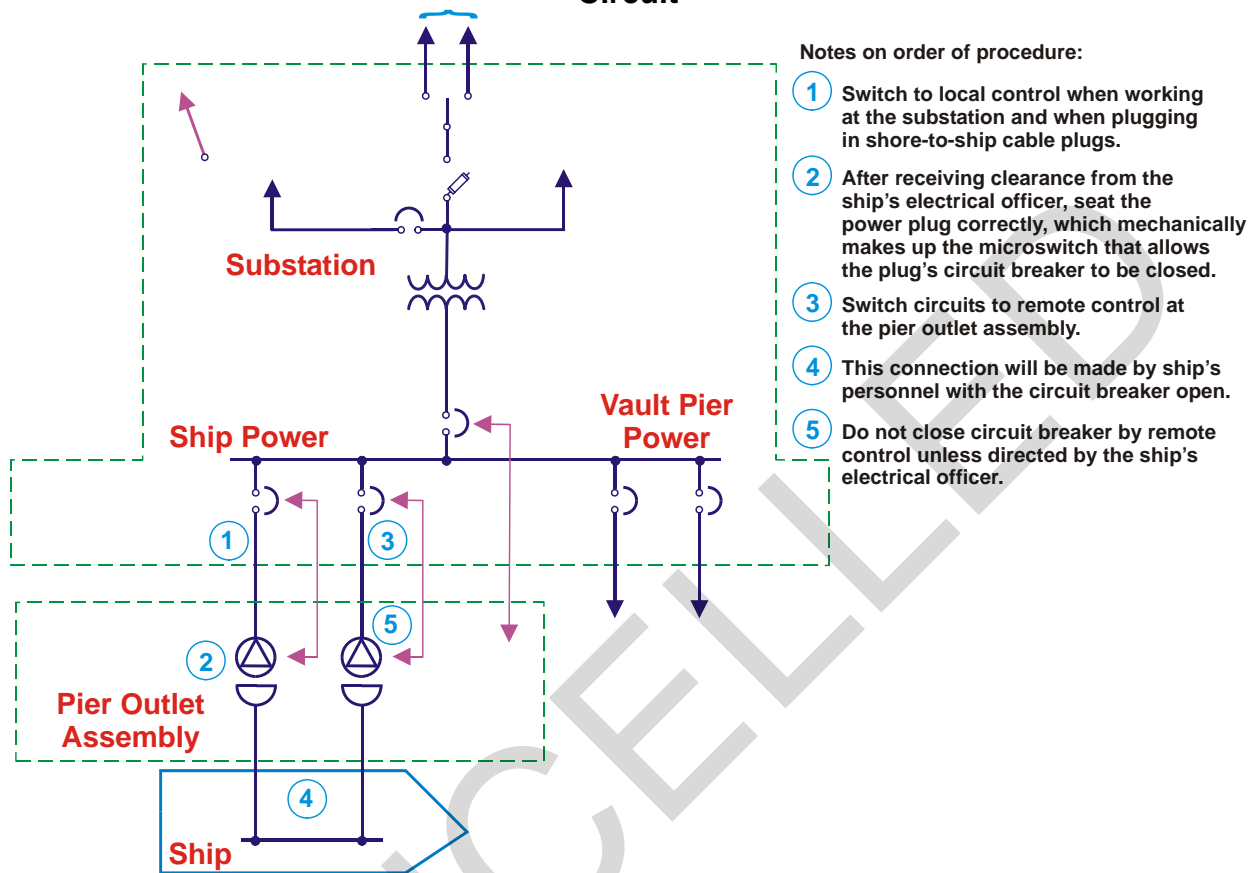 Circuit
Notes on order of procedure:
1 Switch to local control when working
at the substation and when plugging
in shore-to-ship cable plugs.
2 After receiving clearance from the
ship's electrical officer, seat the
power plug correctly, which mechanically
makes up the microswitch that allows
the plug's circuit breaker to be closed.
3 Switch circuits to remote control at
the pier outlet assembly.
4 This connection will be made by ship's
personnel with the circuit breaker open.
5 Do not close circuit breaker by remote
control unless directed by the ship's
electrical officer.
Substation
Ship Power
Vault Pier
Power
1
3
5
2
Pier Outlet
Assembly
4
Ship
CELLED